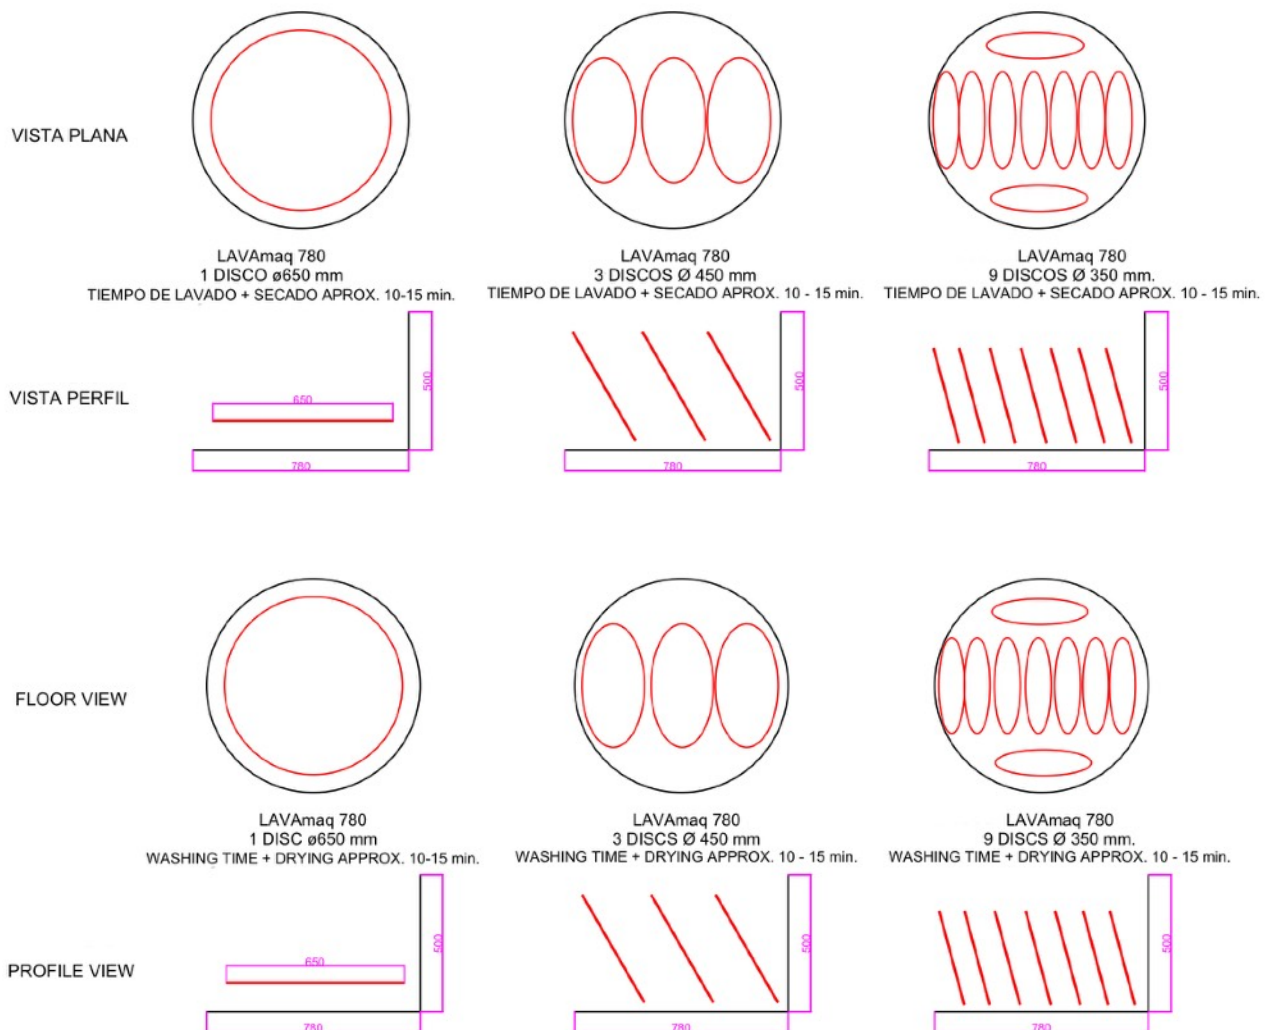 VISTA PLANA
LAVAmaq 780
1 DISCO ø650 mm
TIEMPO DE LAVADO + SECADO APROX. 10-15 min.
LAVAmaq 780
3 DISCOS Ø 450 mm
TIEMPO DE LAVADO + SECADO APROX. 10 - 15 min.
LAVAmaq 780
9 DISCOS Ø 350 mm.
TIEMPO DE LAVADO + SECADO APROX. 10 - 15 min.
VISTA PERFIL
650
500
780
500
780
500
780
FLOOR VIEW
LAVAmaq 780
1 DISC ø650 mm
WASHING TIME + DRYING APPROX. 10-15 min.
LAVAmaq 780
3 DISCS Ø 450 mm
WASHING TIME + DRYING APPROX. 10 - 15 min.
LAVAmaq 780
9 DISCS Ø 350 mm.
WASHING TIME + DRYING APPROX. 10 - 15 min.
PROFILE VIEW
650
500
780
500
780
500
780